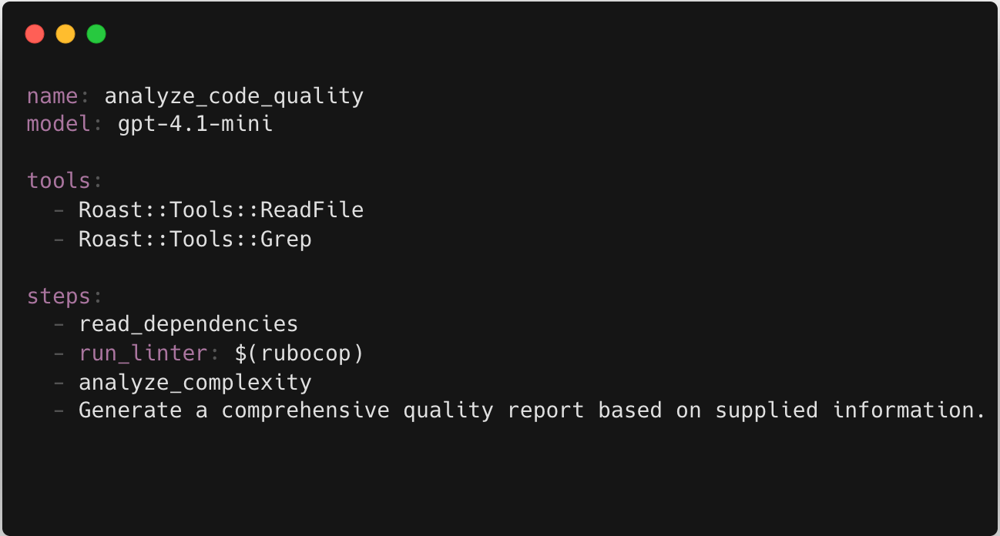 name: analyze_code_quality
model: gpt-4.1-mini
tools:
  - Roast::Tools::ReadFile
  - Roast::Tools::Grep
steps:
  - read_dependencies
  - run_linter: $(rubocop)
  - analyze_complexity
  - Generate a comprehensive quality report based on supplied information.